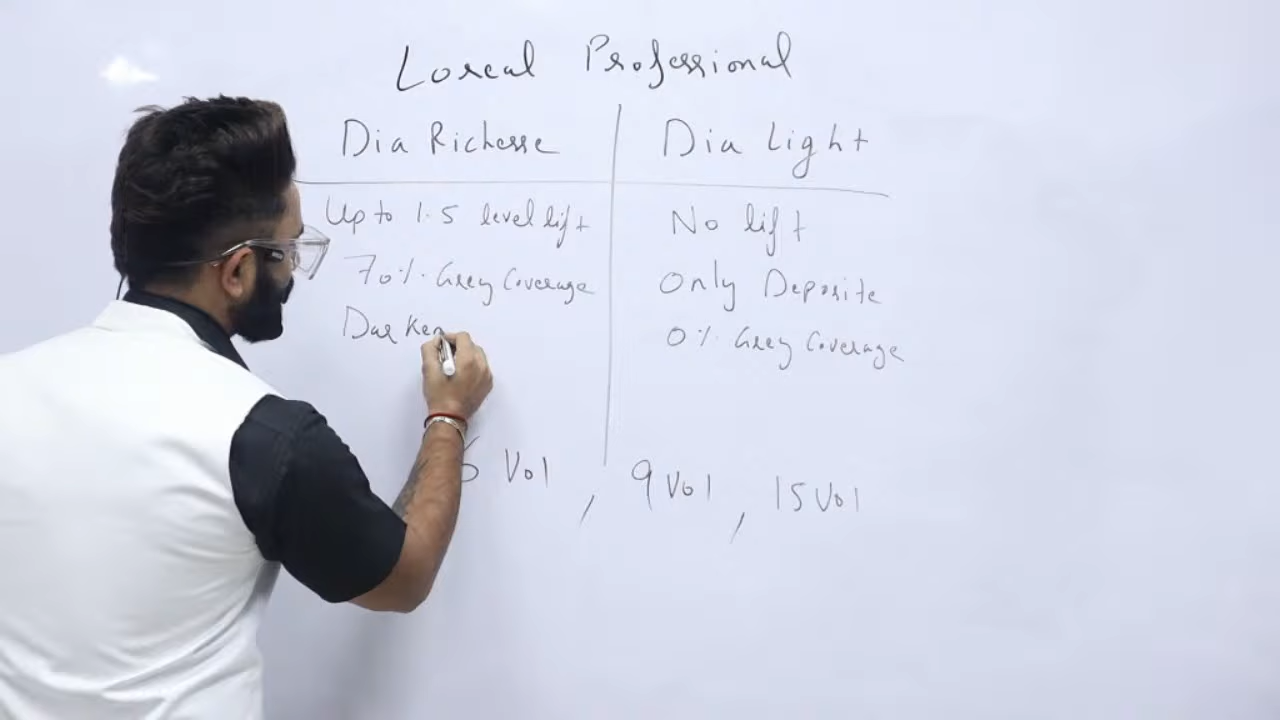 Loreal Professional
Dia Richesse
Dia Light
Up to 1.5 level lift
70% Grey Coverage
Darken
No lift
Only Deposite
0% Grey Coverage
6 Vol , 9 Vol , 15 Vol